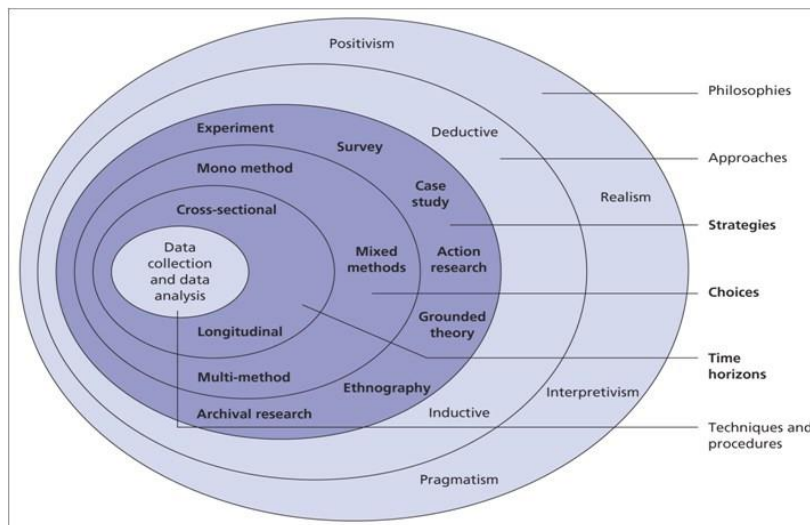 Positivism
Philosophies
Deductive
Approaches
Experiment
Survey
Mono method
Case
study
Realism
Cross-sectional
Strategies
Data
collection
and data
analysis
Mixed
methods
Action
research
Choices
Grounded
theory
Longitudinal
Time
horizons
Multi-method
Ethnography
Interpretivism
Archival research
Inductive
Techniques and
procedures
Pragmatism